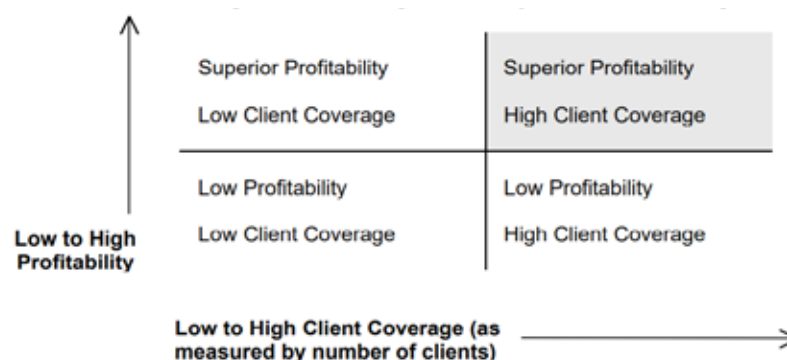 Superior Profitability
Low Client Coverage
Superior Profitability
High Client Coverage
Low Profitability
Low Client Coverage
Low Profitability
High Client Coverage
Low to High
Profitability
Low to High Client Coverage (as
measured by number of clients)